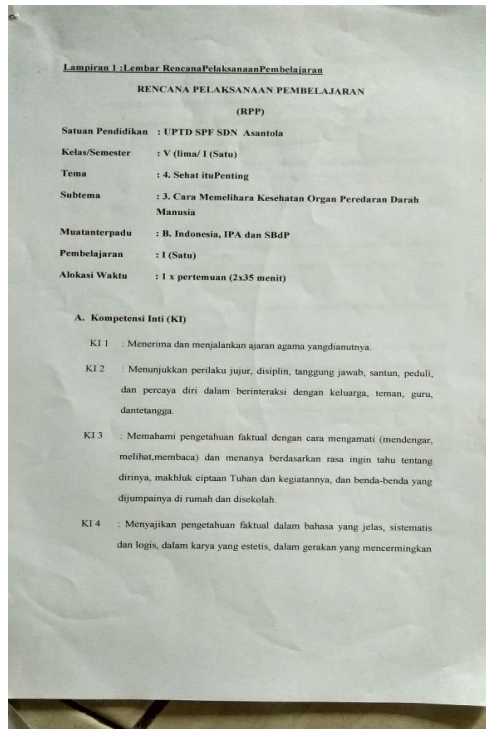 Lampiran 1 :Lembar RencanaPelaksanaanPembelajaran
RENCANA PELAKSANAAN PEMBELAJARAN
(RPP)
Satuan Pendidikan : UPTD SPF SDN Asantola
Kelas/Semester : V (lima/ I (Satu)
Tema : 4. Sehat ituPenting
Subtema : 3. Cara Memelihara Kesehatan Organ Peredaran Darah
Manusia
Muatanterpadu : B. Indonesia, IPA dan SBdP
Pembelajaran : I (Satu)
Alokasi Waktu : 1 x pertemuan (2x35 menit)
A. Kompetensi Inti (KI)
KI 1 : Menerima dan menjalankan ajaran agama yangdianutnya.
KI 2 : Menunjukkan perilaku jujur, disiplin, tanggung jawab, santun, peduli,
dan percaya diri dalam berinteraksi dengan keluarga, teman, guru,
dantetangga.
KI 3 : Memahami pengetahuan faktual dengan cara mengamati (mendengar,
melihat,membaca) dan menanya berdasarkan rasa ingin tahu tentang
dirinya, makhluk ciptaan Tuhan dan kegiatannya, dan benda-benda yang
dijumpainya di rumah dan disekolah.
KI 4 : Menyajikan pengetahuan faktual dalam bahasa yang jelas, sistematis
dan logis, dalam karya yang estetis, dalam gerakan yang mencermingkan